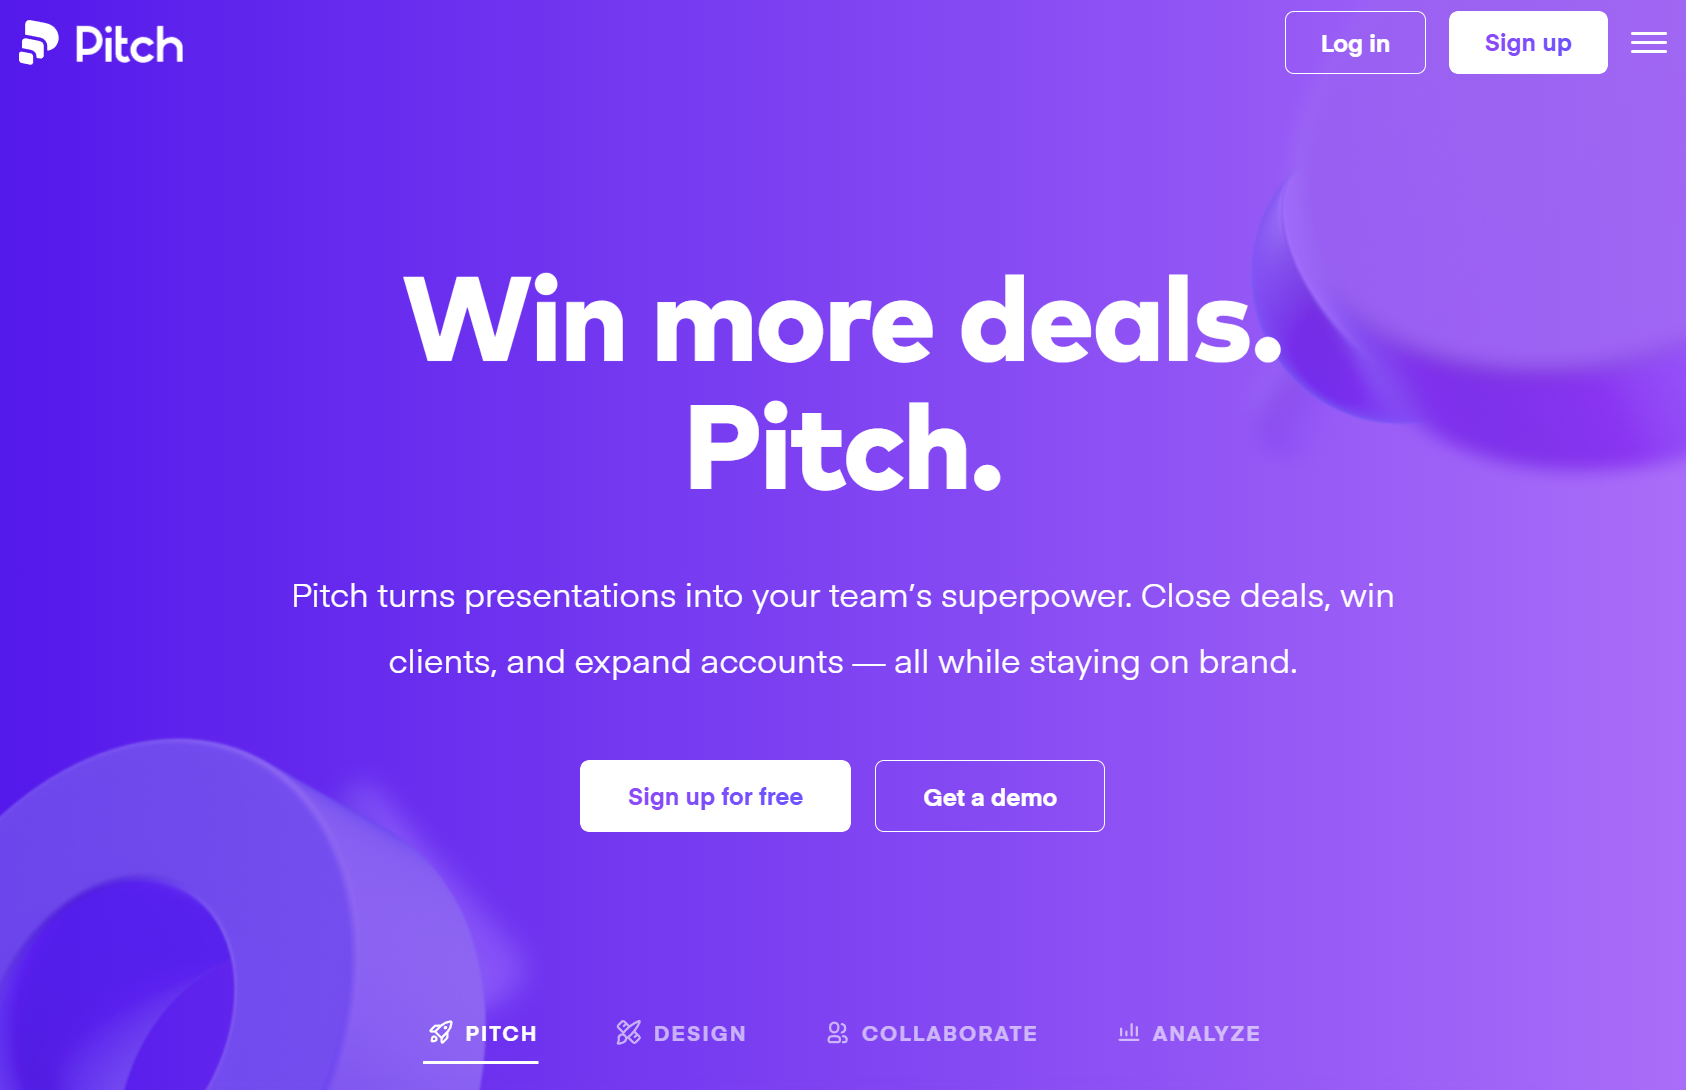 Pitch
Log in
Sign up
Win more deals.
Pitch.
Pitch turns presentations into your team’s superpower. Close deals, win
clients, and expand accounts — all while staying on brand.
Sign up for free
Get a demo
PITCH
DESIGN
COLLABORATE
ANALYZE